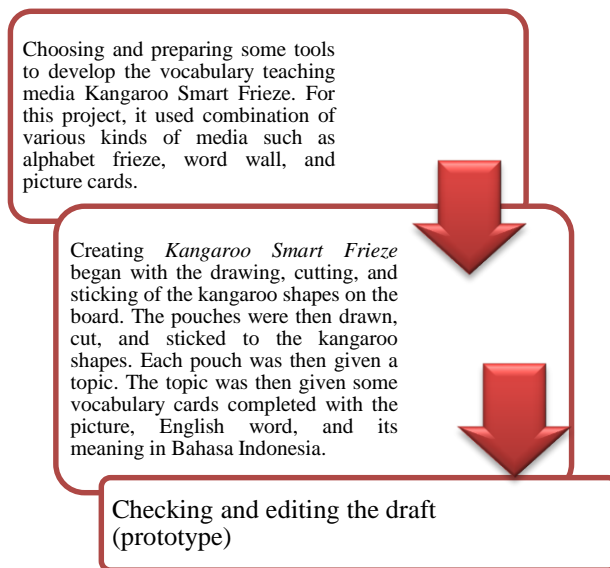 Choosing and preparing some tools
to develop the vocabulary teaching
media Kangaroo Smart Frieze. For
this project, it used combination of
various kinds of media such as
alphabet frieze, word wall, and
picture cards.
Creating Kangaroo Smart Frieze
began with the drawing, cutting, and
sticking of the kangaroo shapes on the
board. The pouches were then drawn,
cut, and sticked to the kangaroo
shapes. Each pouch was then given a
topic. The topic was then given some
vocabulary cards completed with the
picture, English word, and its
meaning in Bahasa Indonesia.
Checking and editing the draft
(prototype)